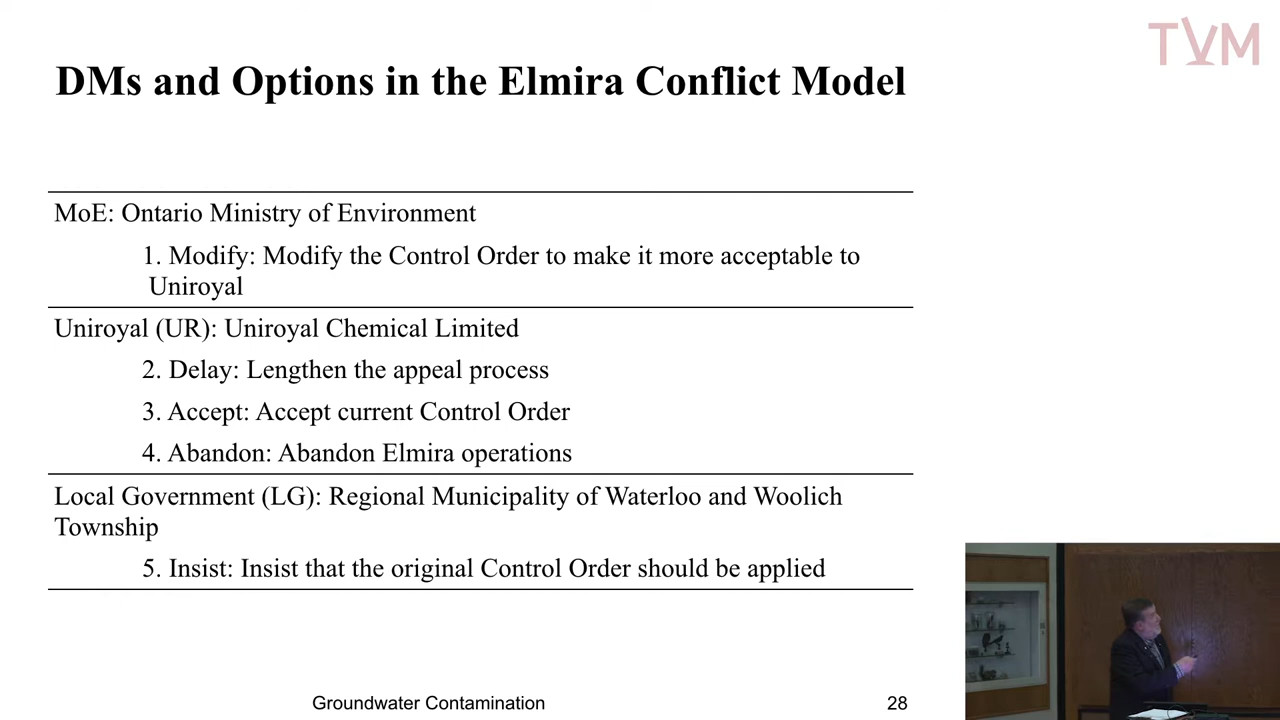 TVM
DMs and Options in the Elmira Conflict Model
MoE: Ontario Ministry of Environment
1. Modify: Modify the Control Order to make it more acceptable to
Uniroyal
Uniroyal (UR): Uniroyal Chemical Limited
2. Delay: Lengthen the appeal process
3. Accept: Accept current Control Order
4. Abandon: Abandon Elmira operations
Local Government (LG): Regional Municipality of Waterloo and Woolich
Township
5. Insist: Insist that the original Control Order should be applied
Groundwater Contamination
28